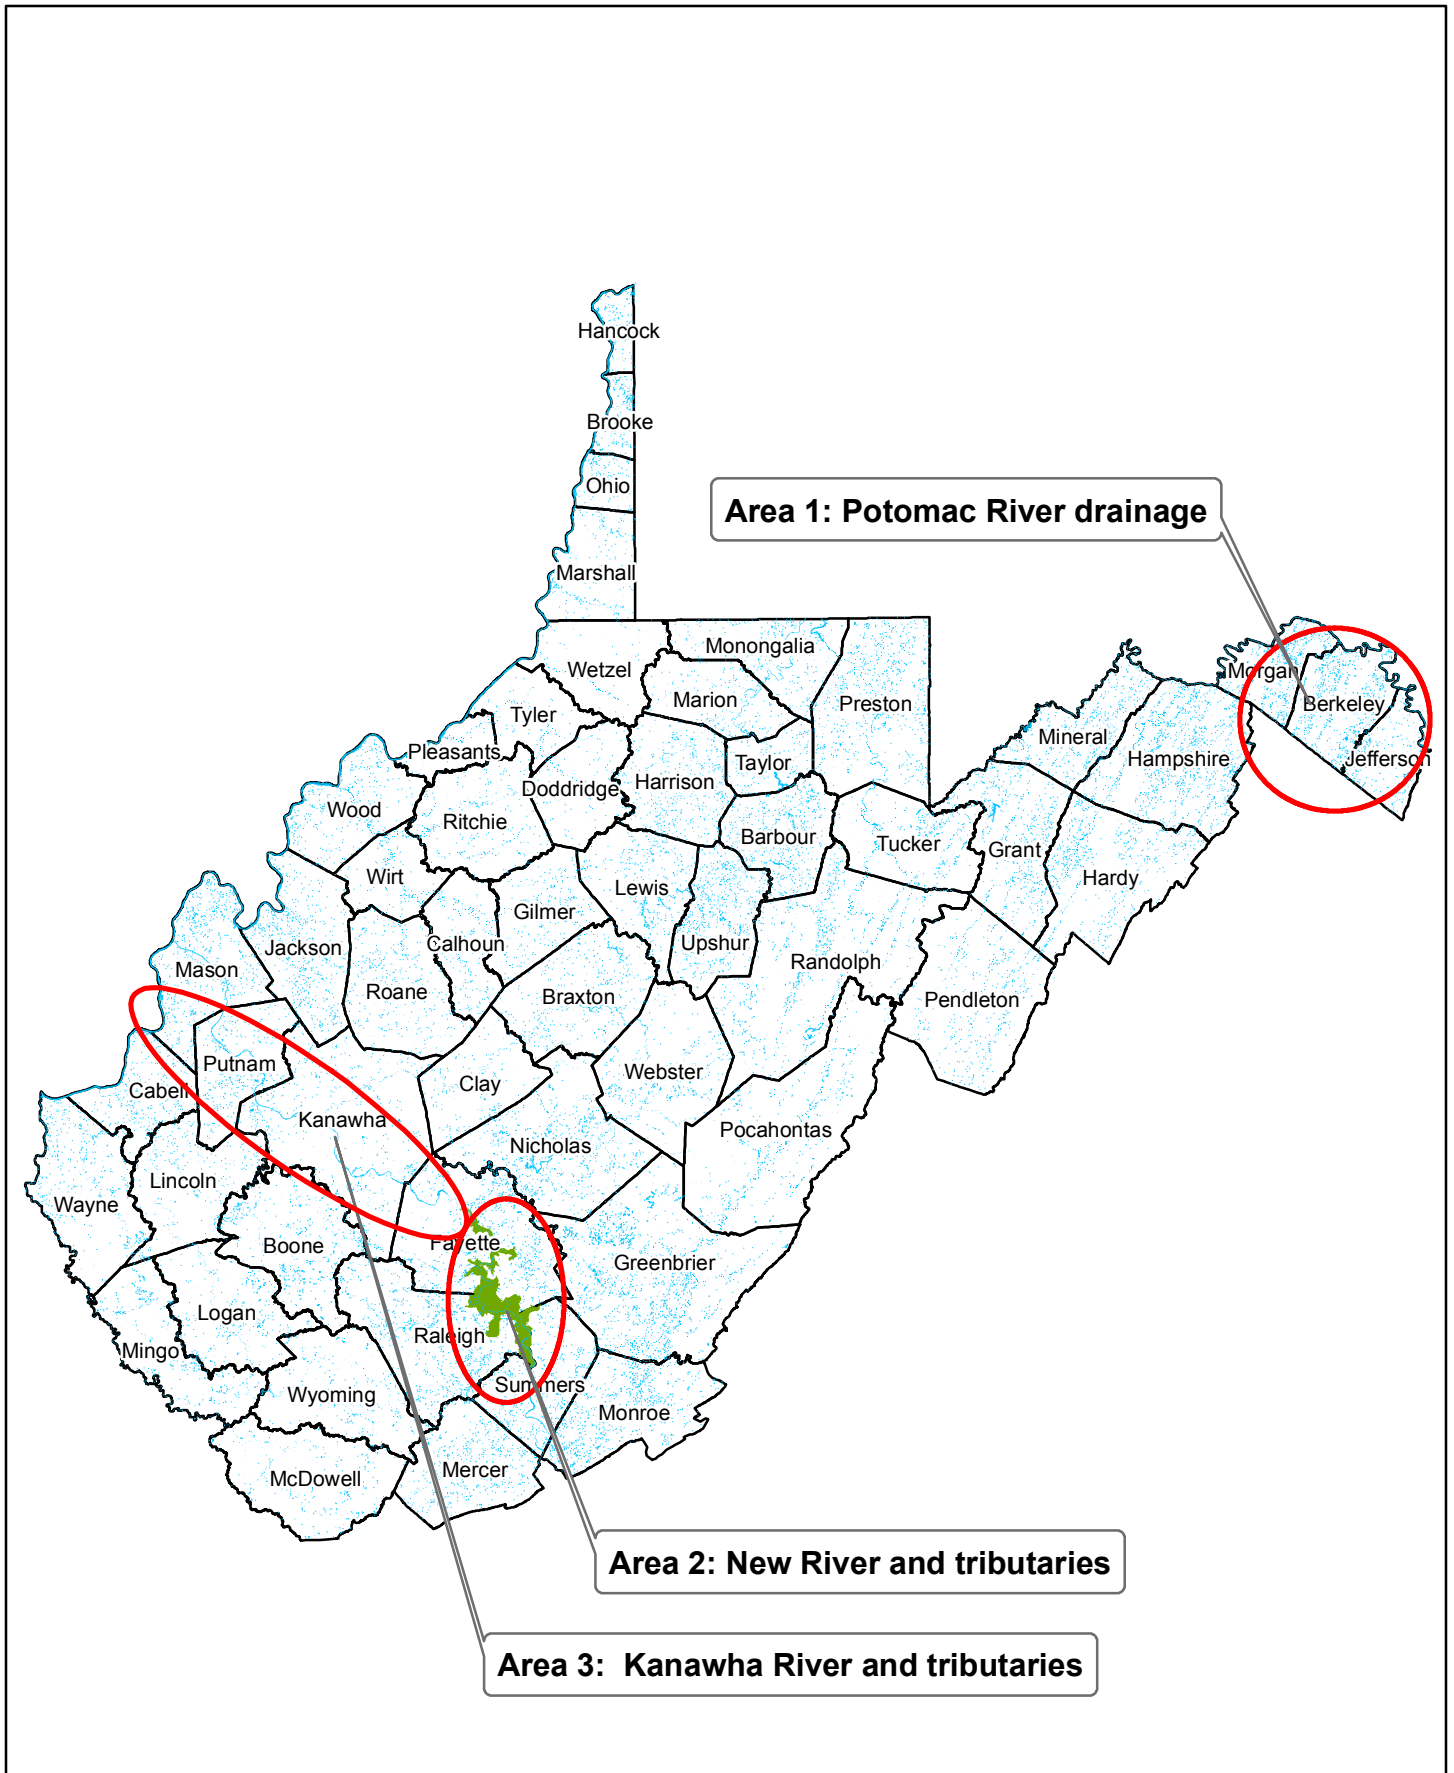 Hancock
Brooke
Ohio
Area 1: Potomac River drainage
Marshall
Monongalia
Wetzel
Morgan
Marion
Preston
Berkeley
Tyler
Mineral
Pleasants
Taylor
Hampshire
Jefferson
Harrison
Doddridge
Wood
Ritchie
Barbour
Tucker
Grant
Wirt
Hardy
Lewis
Gilmer
Calhoun
Upshur
Jackson
Randolph
Mason
Roane
Braxton
Pendleton
Putnam
Webster
Clay
Cabell
Kanawha
Pocahontas
Nicholas
Lincoln
Wayne
Fayette
Boone
Greenbrier
Logan
Raleigh
Mingo
Summers
Wyoming
Monroe
Mercer
McDowell
Area 2: New River and tributaries
Area 3:  Kanawha River and tributaries